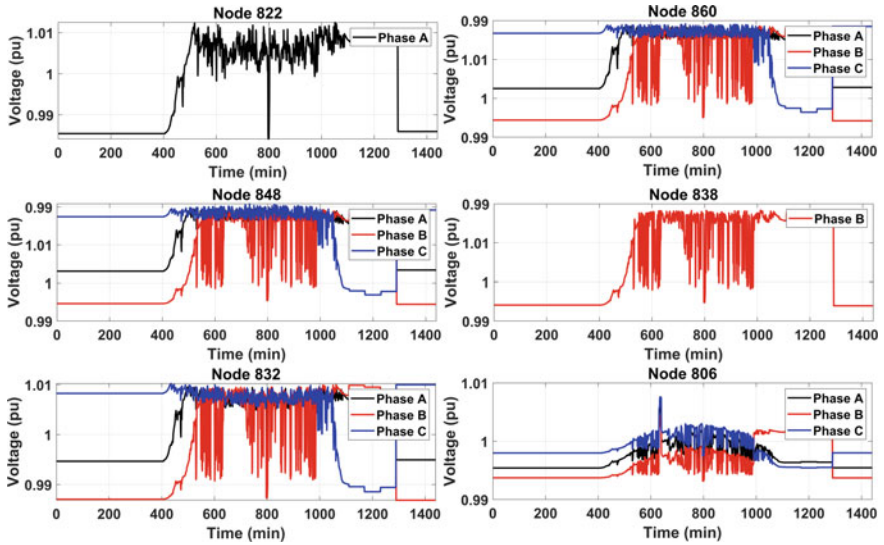 Node 822
1.01
1
0.99
Voltage (pu)
Phase A
0 200 400 600 800 1000 1200 1400
Time (min)
Node 860
0.99
1.01
1
0.99
Voltage (pu)
Phase A
Phase B
Phase C
0 200 400 600 800 1000 1200 1400
Time (min)
Node 848
0.99
1.01
1
0.99
Voltage (pu)
Phase A
Phase B
Phase C
0 200 400 600 800 1000 1200 1400
Time (min)
Node 838
0.99
1.01
1
0.99
Voltage (pu)
Phase B
0 200 400 600 800 1000 1200 1400
Time (min)
Node 832
1.01
1
0.99
Voltage (pu)
Phase A
Phase B
Phase C
0 200 400 600 800 1000 1200 1400
Time (min)
Node 806
1.01
1
0.99
Voltage (pu)
Phase A
Phase B
Phase C
0 200 400 600 800 1000 1200 1400
Time (min)